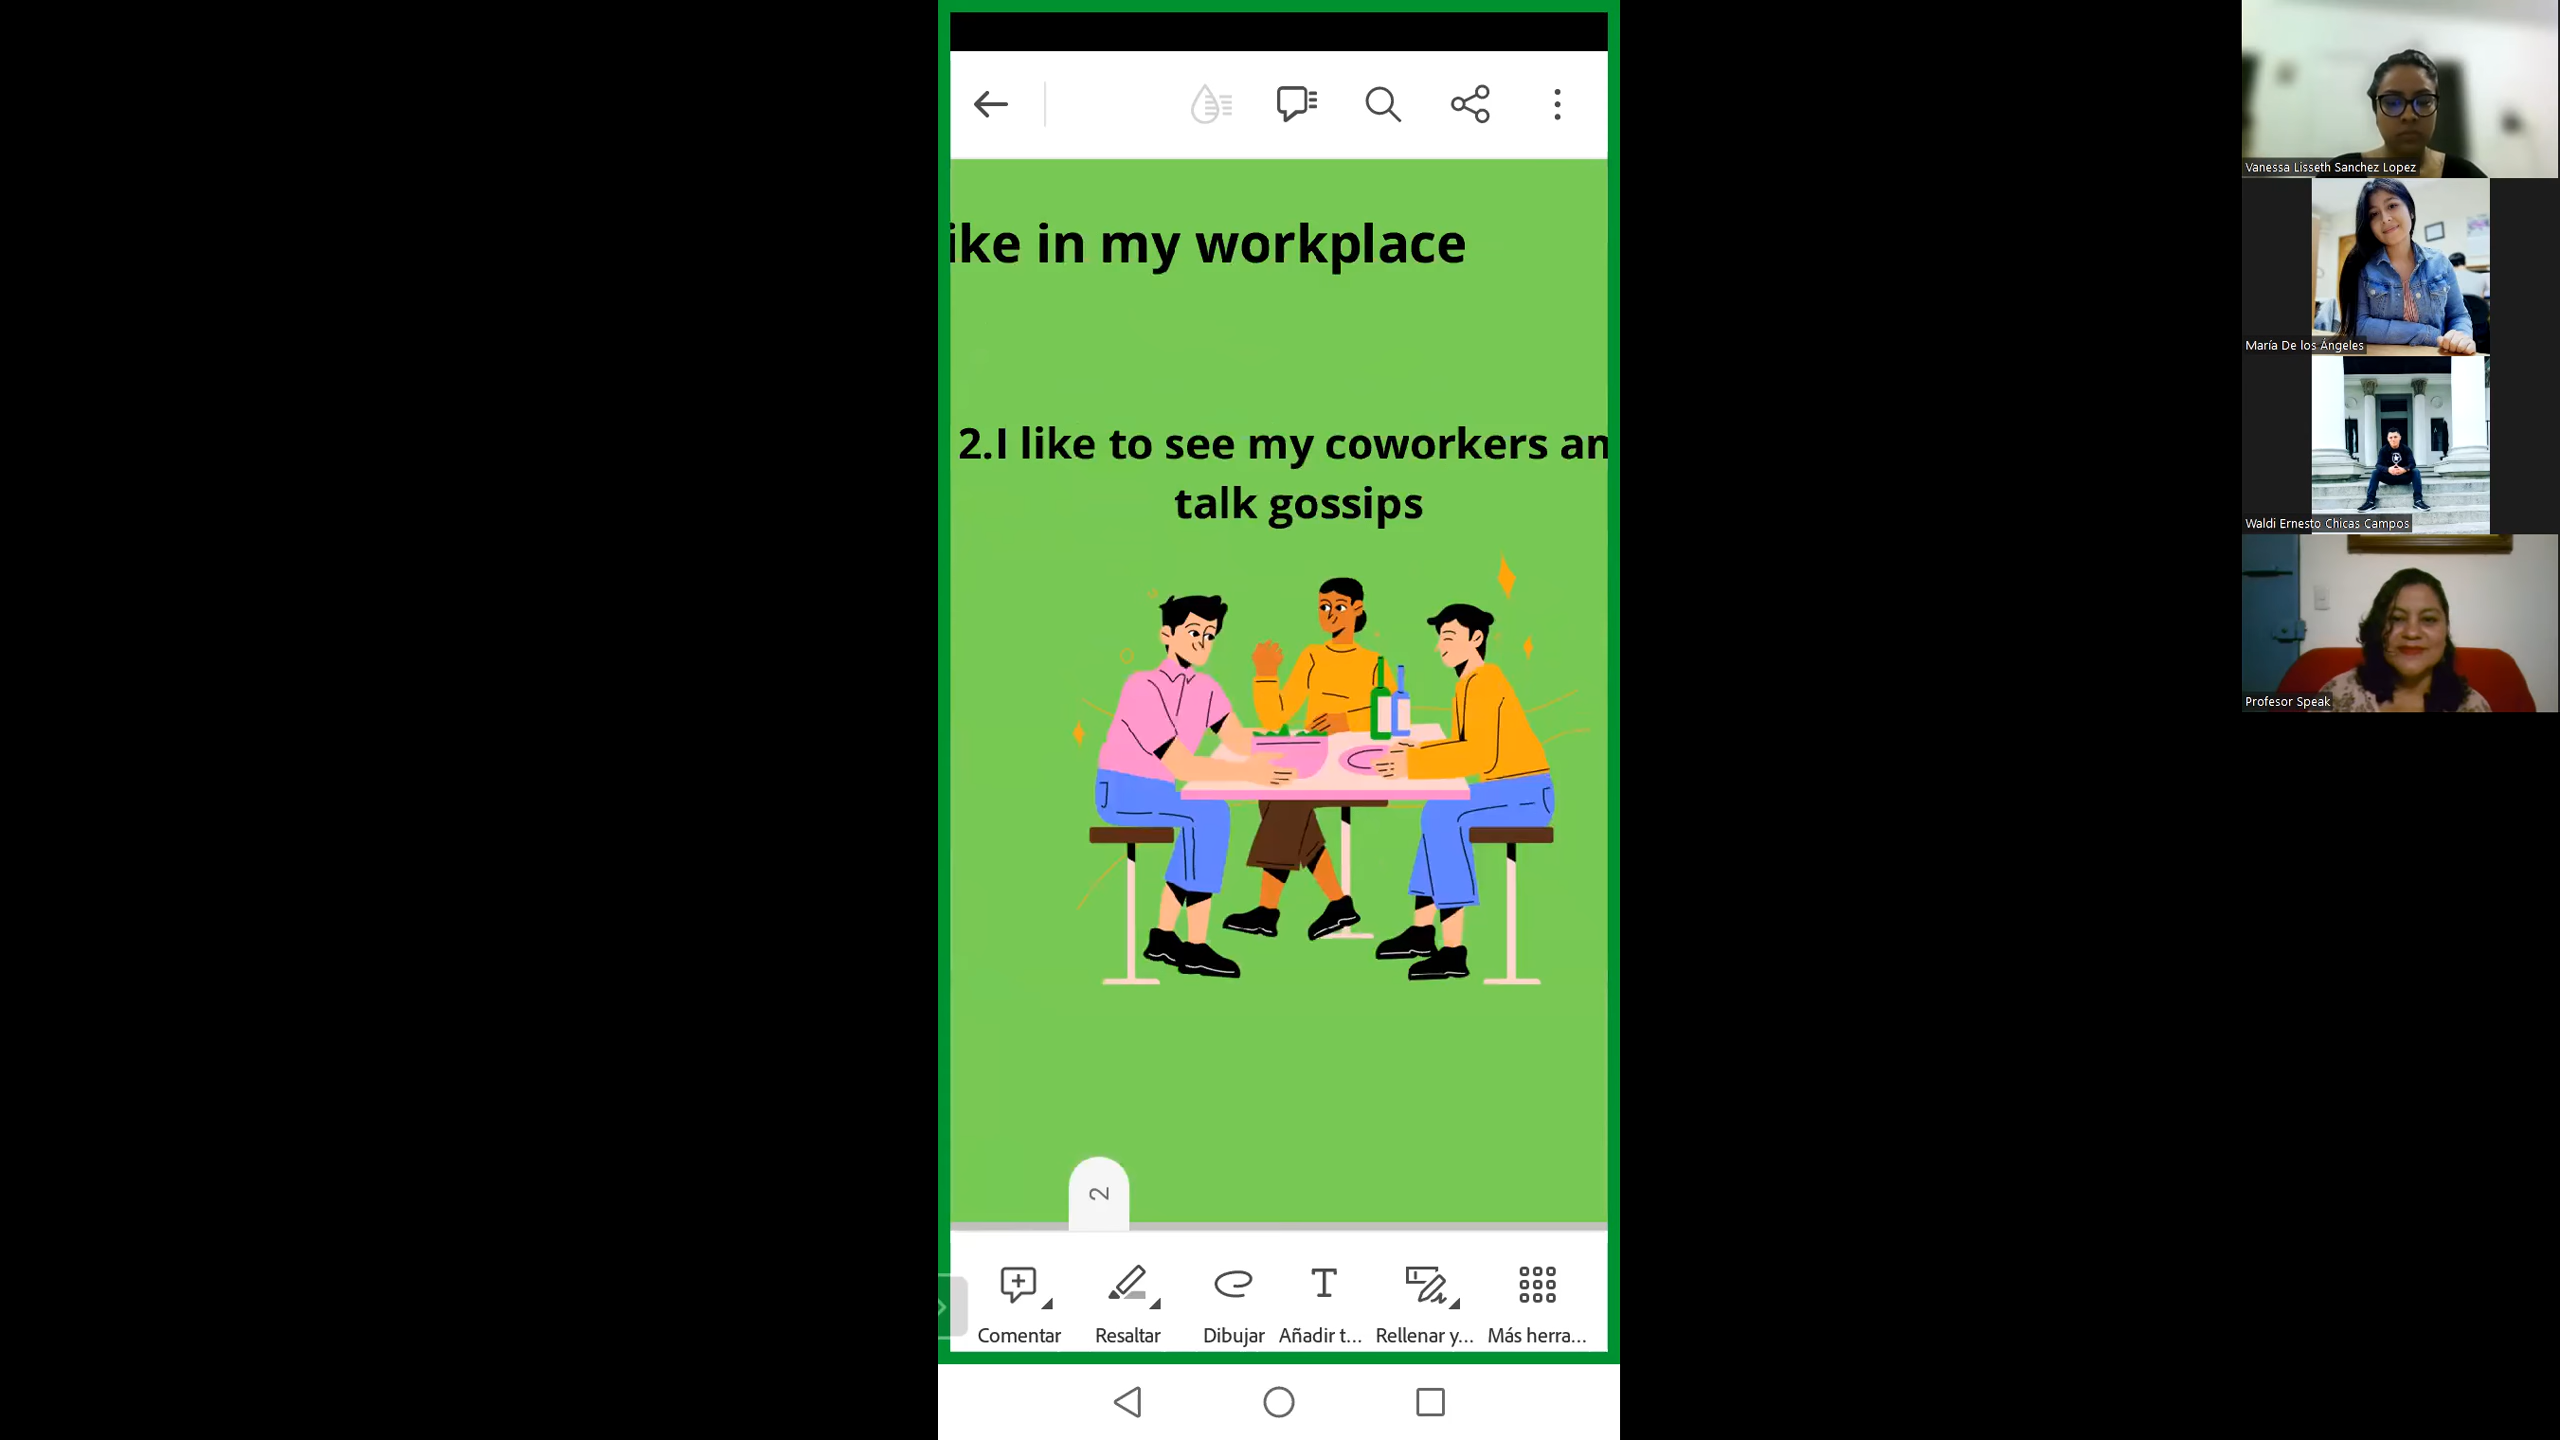 ike in my workplace
2.I like to see my coworkers an
talk gossips
2
Comentar
Resaltar
Dibujar
Añadir t...
Rellenar y...
Más herra...
Vanessa Lisseth Sanchez Lopez
María De los Ángeles
Waldi Ernesto Chicas Campos
Profesor Speak